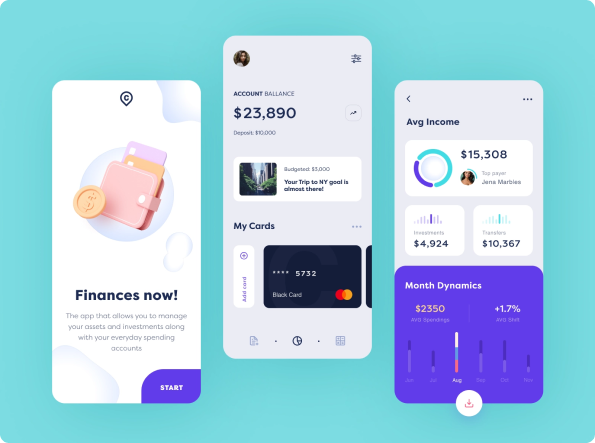 Finances now!
The app that allows you to manage
your assets and investments along
with your everyday spending
accounts
START
ACCOUNT BALLANCE
$23,890
Deposit: $10,000
Budgeted: $3,000
Your Trip to NY goal is
almost there!
My Cards
Add card
**** 5732
Black Card
Avg Income
$15,308
Top payer
Jena Marbles
Investments
$4,924
Transfers
$10,367
Month Dynamics
$2350
AVG Spendings
+1.7%
AVG Shift
Jun
Jul
Aug
Sep
Okt
Nov